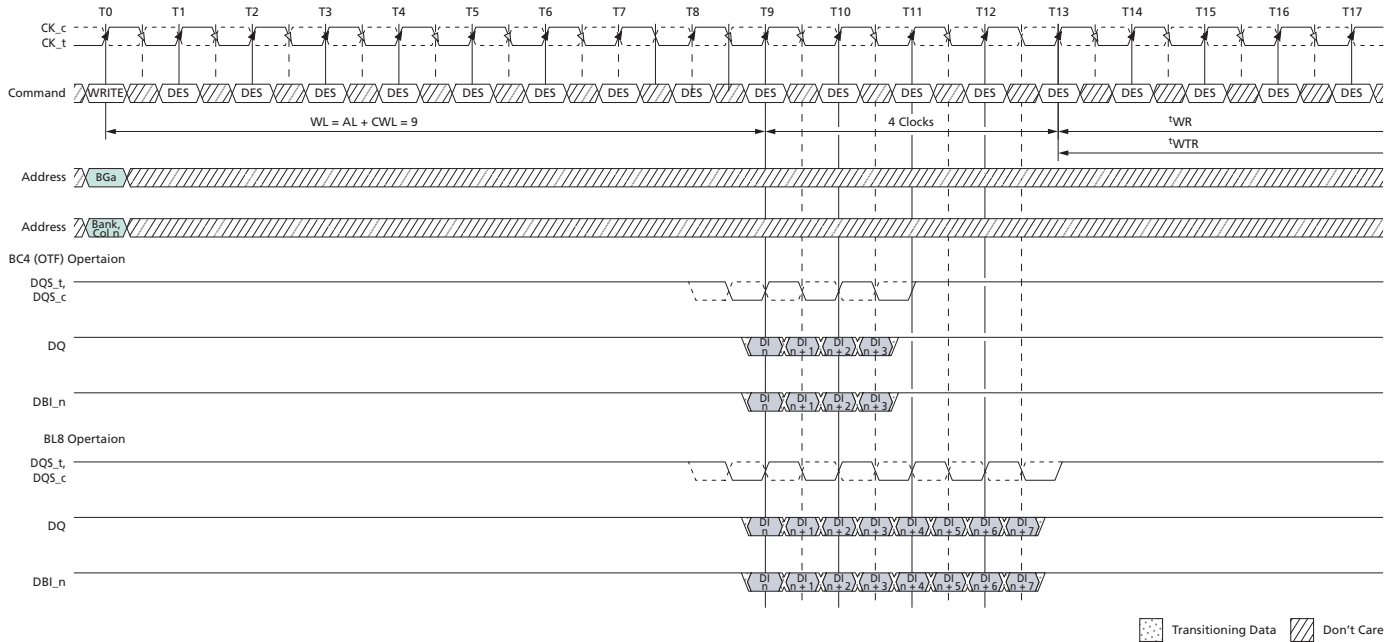 T0 T1 T2 T3 T4 T5 T6 T7 T8 T9 T10 T11 T12 T13 T14 T15 T16 T17
CK_c
CK_t
Command WRITE DES DES DES DES DES DES DES DES DES DES DES DES DES DES DES DES DES
WL = AL + CWL = 9 4 Clocks tWR
tWTR
Address BGa
Address Bank, Col n
BC4 (OTF) Opertaion
DQS_t,
DQS_c
DQ DI n DI n + 1 DI n + 2 DI n + 3
DBI_n DI n DI n + 1 DI n + 2 DI n + 3
BL8 Opertaion
DQS_t,
DQS_c
DQ DI n DI n + 1 DI n + 2 DI n + 3 DI n + 4 DI n + 5 DI n + 6 DI n + 7
DBI_n DI n DI n + 1 DI n + 2 DI n + 3 DI n + 4 DI n + 5 DI n + 6 DI n + 7
Transitioning Data Don't Care